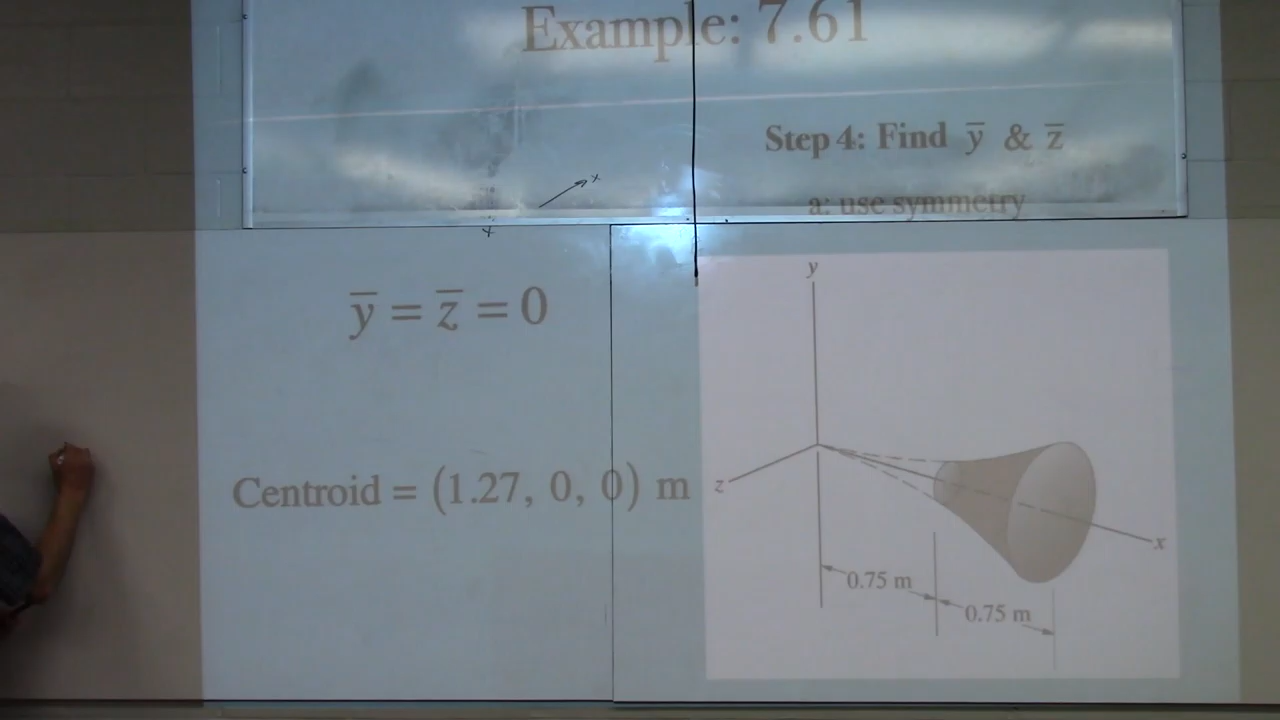 Example: 7.61
Step 4: Find y̅ & z̅
a: use symmetry
x
x
y̅ = z̅ = 0
Centroid = (1.27, 0, 0) m
y
z
x
0.75 m
0.75 m